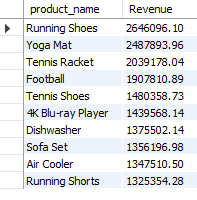 product_name Revenue
Running Shoes 2646096.10
Yoga Mat 2487893.96
Tennis Racket 2039178.04
Football 1907810.89
Tennis Shoes 1480358.73
4K Blu-ray Player 1439568.14
Dishwasher 1375502.14
Sofa Set 1356196.98
Air Cooler 1347510.50
Running Shorts 1325354.28